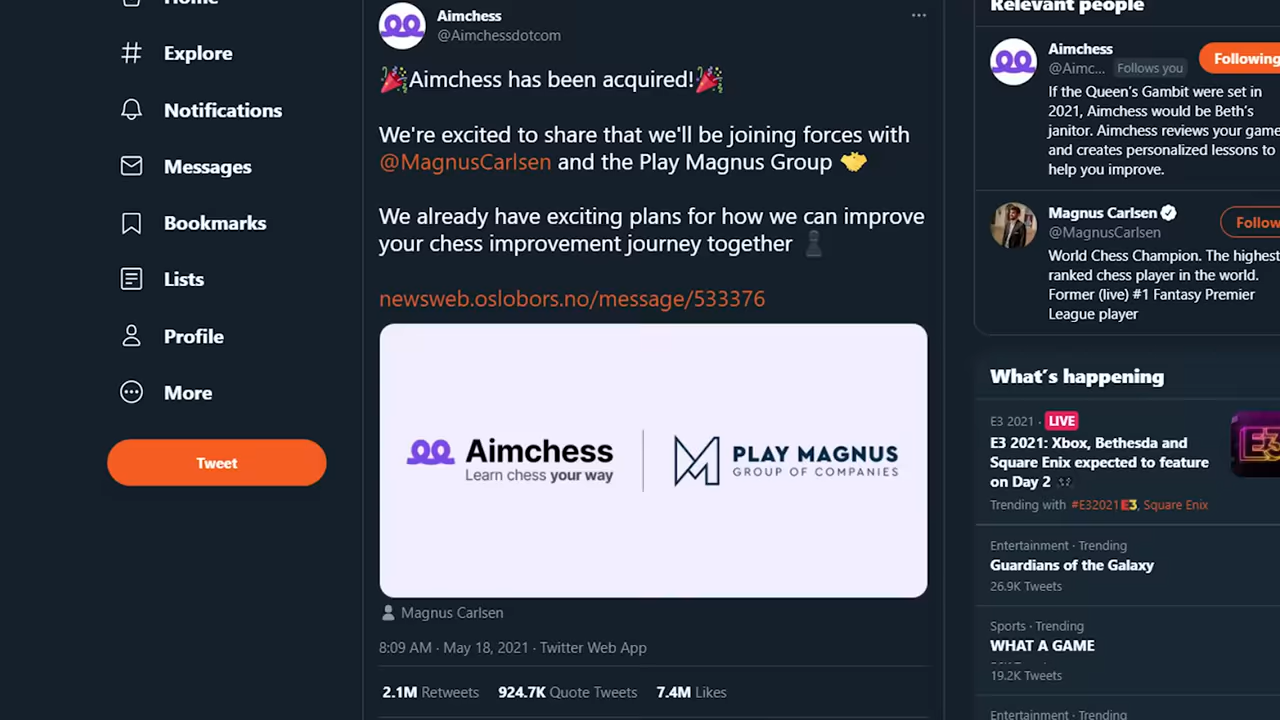 Home
Explore
Notifications
Messages
Bookmarks
Lists
Profile
More
Tweet
Aimchess
@Aimchessdotcom
🎉Aimchess has been acquired!🎉
We're excited to share that we'll be joining forces with
@MagnusCarlsen and the Play Magnus Group 🤝
We already have exciting plans for how we can improve
your chess improvement journey together ♟️
newsweb.oslobors.no/message/533376
Aimchess
Learn chess your way
PLAY MAGNUS
GROUP OF COMPANIES
Magnus Carlsen
8:09 AM · May 18, 2021 · Twitter Web App
2.1M Retweets 924.7K Quote Tweets 7.4M Likes
Relevant people
Aimchess
@Aimc... Follows you
Following
If the Queen's Gambit were set in
2021, Aimchess would be Beth's
janitor. Aimchess reviews your game
and creates personalized lessons to
help you improve.
Magnus Carlsen
@MagnusCarlsen
Follow
World Chess Champion. The highest
ranked chess player in the world.
Former (live) #1 Fantasy Premier
League player
What's happening
E3 2021 · LIVE
E3 2021: Xbox, Bethesda and
Square Enix expected to feature
on Day 2
Trending with #E32021, Square Enix
E3
Entertainment · Trending
Guardians of the Galaxy
26.9K Tweets
Sports · Trending
WHAT A GAME
19.2K Tweets
Entertainment · Trending